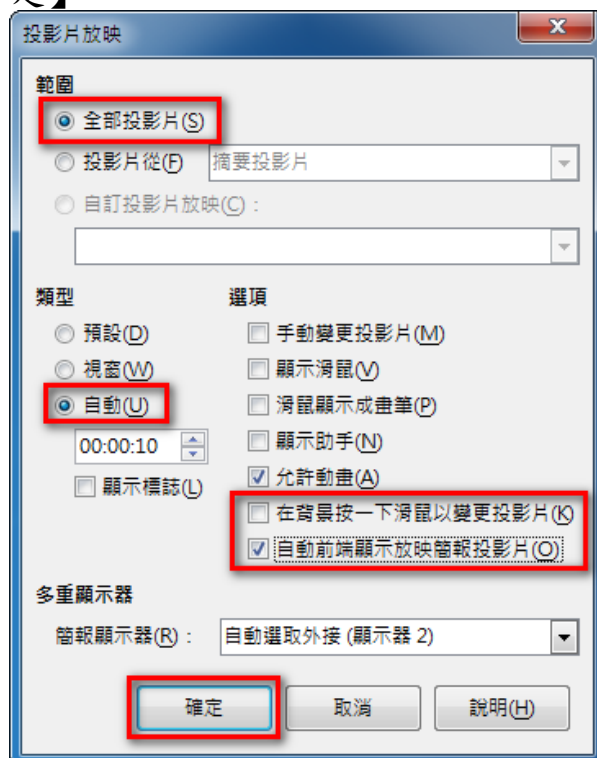 投影片放映
範圍
全部投影片(S)
投影片從(F) 摘要投影片
自訂投影片放映(C)：
類型 選項
預設(D) 手動變更投影片(M)
視窗(W) 顯示滑鼠(V)
自動(U) 滑鼠顯示成畫筆(P)
00:00:10 顯示助手(N)
顯示標誌(L) 允許動畫(A)
在背景按一下滑鼠以變更投影片(K)
自動前端顯示放映簡報投影片(O)
多重顯示器
簡報顯示器(R)： 自動選取外接 (顯示器 2)
確定 取消 說明(H)